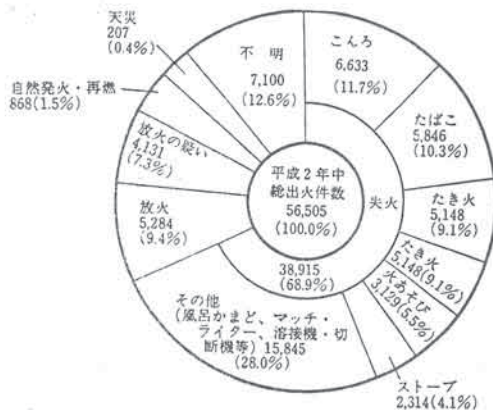 天災
207
(0.4%)
不明
7,100
(12.6%)
こんろ
6,633
(11.7%)
たばこ
5,846
(10.3%)
たき火
5,148
(9.1%)
たき火
5,148(9.1%)
火あそび
3,129(5.5%)
ストーブ
2,314(4.1%)
その他
(風呂かまど、マッチ・
ライター、溶接機・切
断機等) 15,845
(28.0%)
放火
5,284
(9.4%)
放火の疑い
4,131
(7.3%)
自然発火・再燃
868(1.5%)
失火
38,915
(68.9%)
平成2年中
総出火件数
56,505
(100.0%)